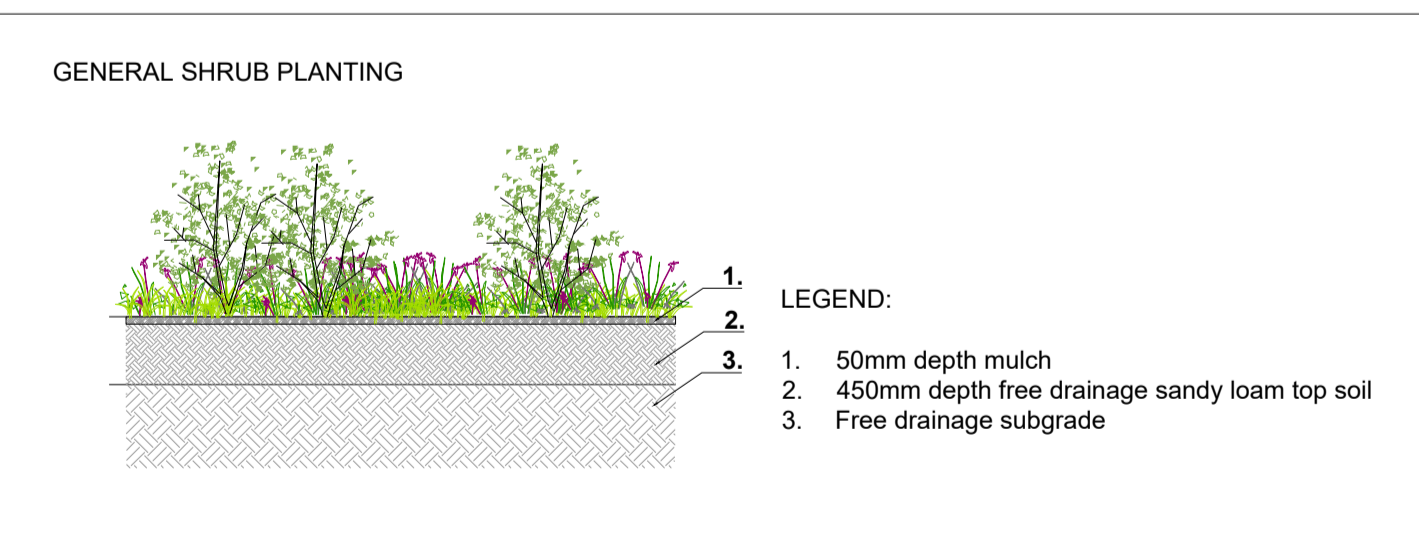 GENERAL SHRUB PLANTING
1.
2.
3.
LEGEND:
1. 50mm depth mulch
2. 450mm depth free drainage sandy loam top soil
3. Free drainage subgrade